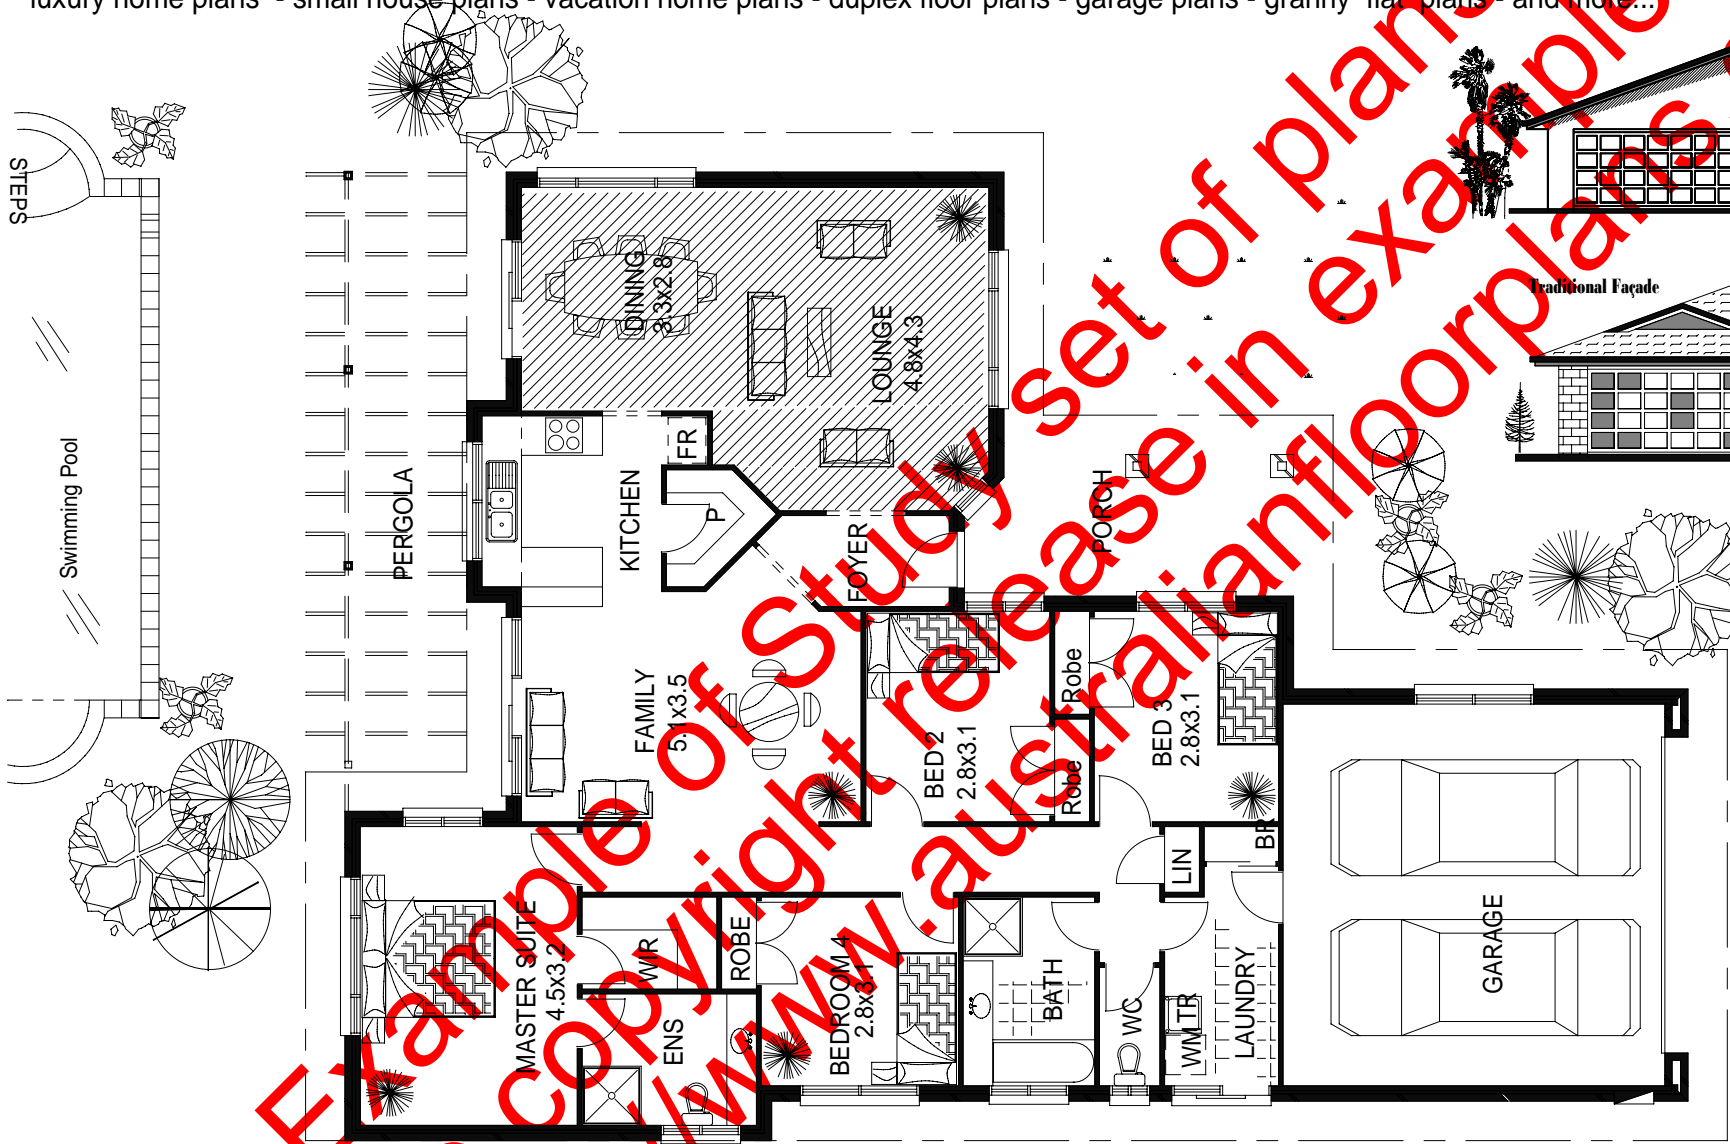 luxury home plans - small house plans - vacation home plans - duplex floor plans - garage plans - granny flat plans - and more...
STEPS
Swimming Pool
PERGOLA
DINING
3.3x2.8
LOUNGE
4.8x4.3
Traditional Façade
KITCHEN
FR
P
FOYER
PORCH
FAMILY
5.1x3.5
BED 2
2.8x3.1
Robe
Robe
BED 3
2.8x3.1
LIN
BR
MASTER SUITE
4.5x3.2
WIR
ROBE
ENS
BEDROOM 4
2.8x3.1
BATH
WC
WM TR
LAUNDRY
GARAGE
Example of Study set of plans
copyright release in example
//www.australianfloorplans